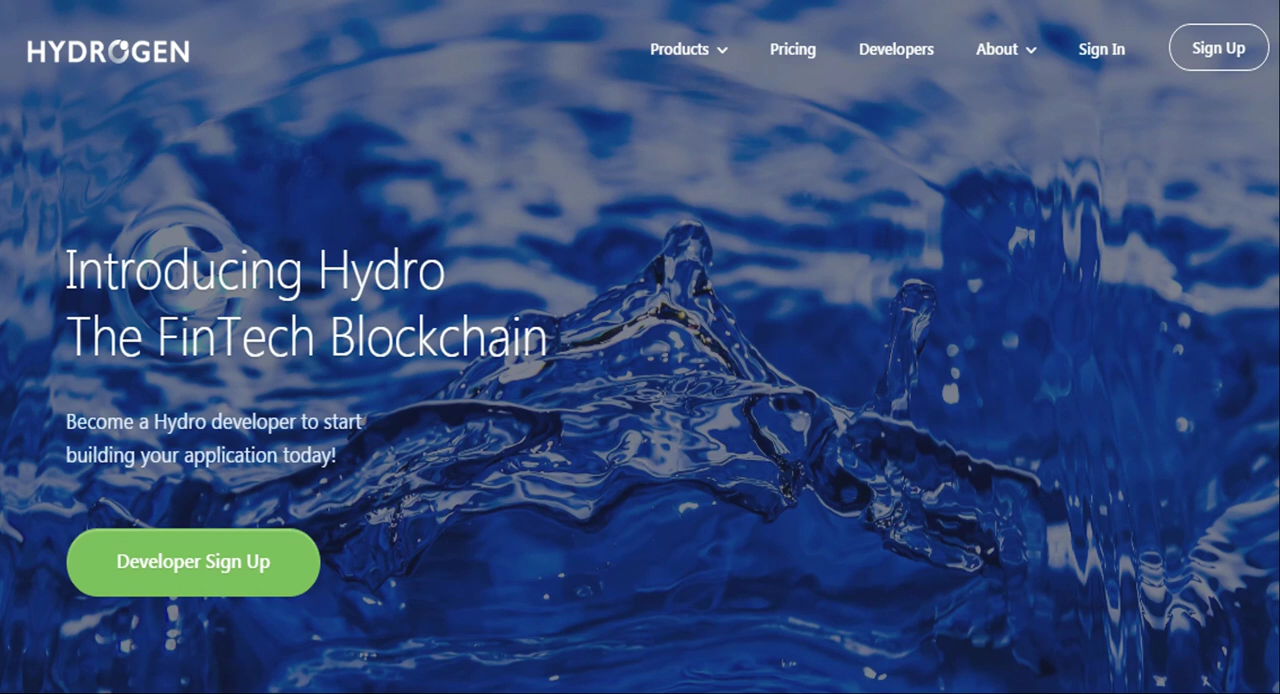 HYDROGEN
Products Pricing Developers About Sign In Sign Up
Introducing Hydro
The FinTech Blockchain
Become a Hydro developer to start
building your application today!
Developer Sign Up